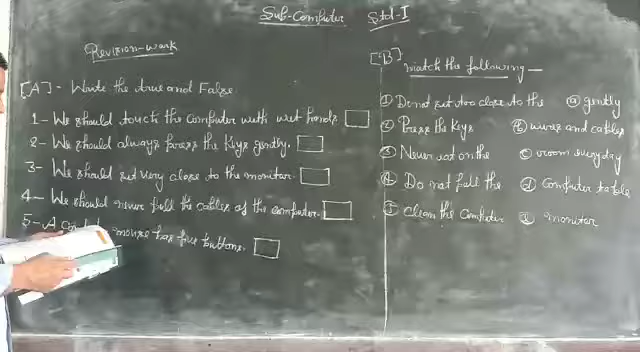 Sub-Computer Std-I
Revision-work
[A]- Write the true and False.
1- We should touch the Computer with wet hands
2- We should always press the keys gently.
3- We should sit very close to the monitor.
4- We should never pull the cables of the computer.
5- A mouse has five buttons.
[B] match the following-
① Do not sit too close to the ⓐ gently
② Press the keys ⓑ wires and cables
③ Never eat on the ⓒ room everyday
④ Do not pull the ⓓ Computer table
⑤ Clean the Computer monitor